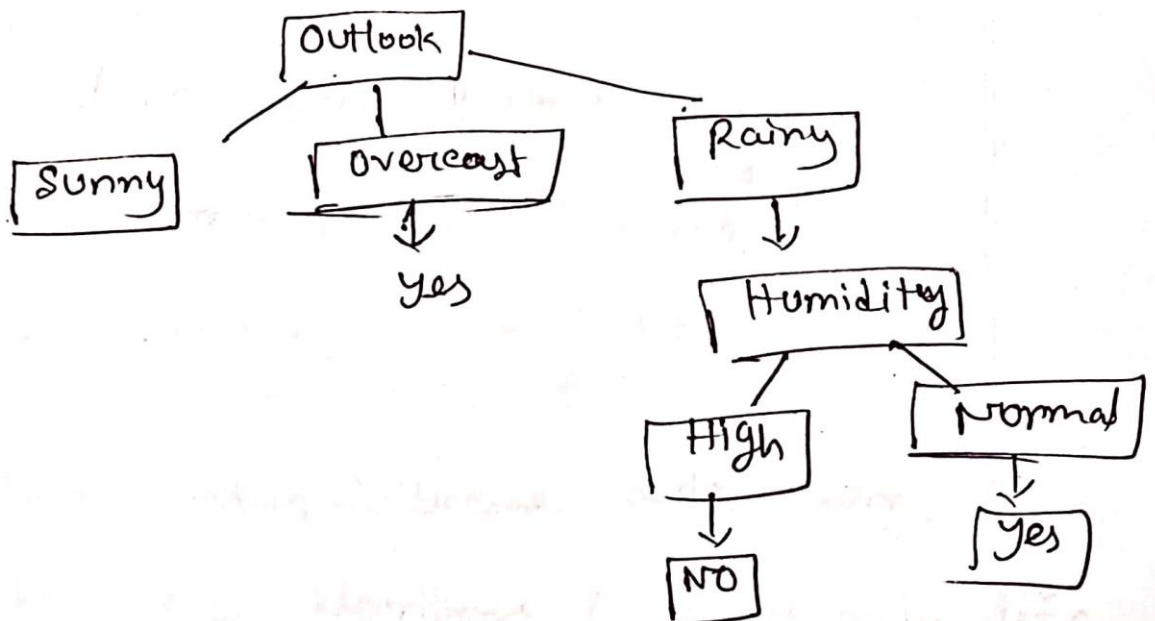 Outlook
Sunny
Overcast
Rainy
yes
Humidity
High
Normal
NO
Yes